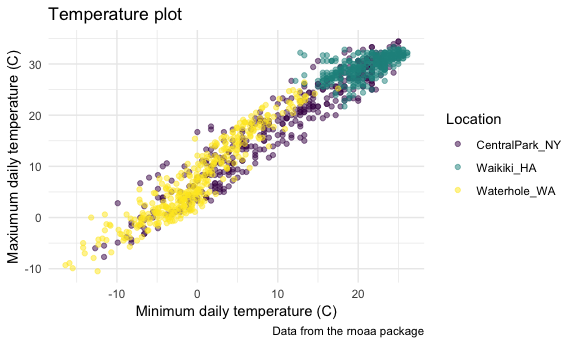 Temperature plot
Maxiumum daily temperature (C)
30
20
10
0
-10
-10
0
10
20
Minimum daily temperature (C)
Data from the rnoaa package
Location
CentralPark_NY
Waikiki_HA
Waterhole_WA